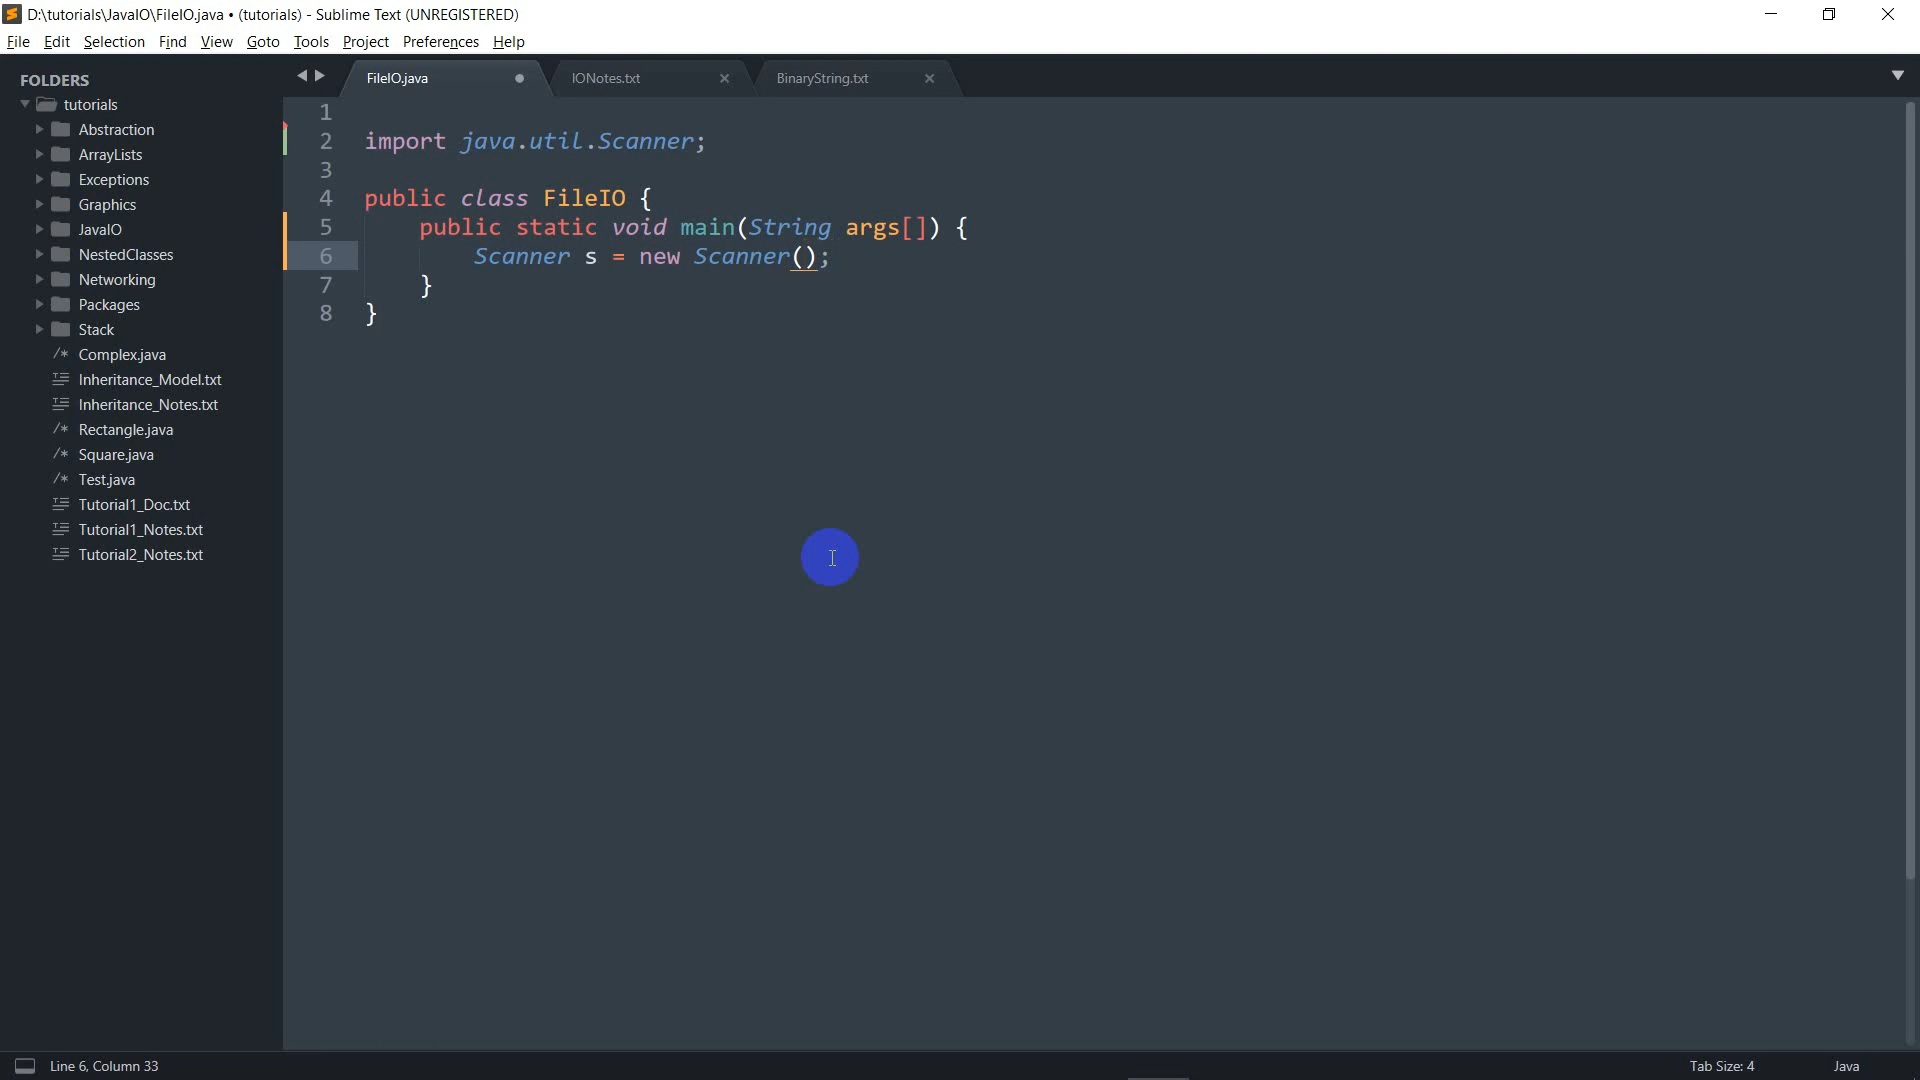 D:\tutorials\JavaIO\FileIO.java • (tutorials) - Sublime Text (UNREGISTERED)
File Edit Selection Find View Goto Tools Project Preferences Help
FOLDERS
tutorials
Abstraction
ArrayLists
Exceptions
Graphics
JavaIO
NestedClasses
Networking
Packages
Stack
/* Complex.java
Inheritance_Model.txt
Inheritance_Notes.txt
/* Rectangle.java
/* Square.java
/* Test.java
Tutorial1_Doc.txt
Tutorial1_Notes.txt
Tutorial2_Notes.txt
FileIO.java IONotes.txt BinaryString.txt
1
2 import java.util.Scanner;
3
4 public class FileIO {
5 public static void main(String args[]) {
6 Scanner s = new Scanner();
7 }
8 }
Line 6, Column 33 Tab Size: 4 Java